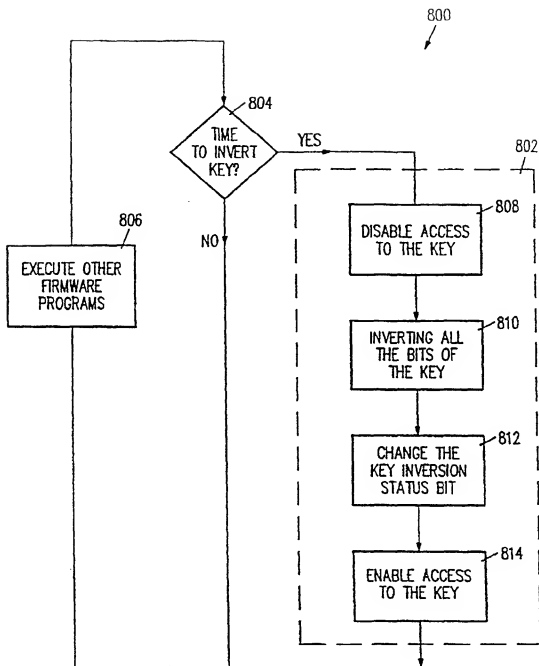 800
804
TIME
TO INVERT
KEY?
YES
802
806
808
NO
EXECUTE OTHER
FIRMWARE
PROGRAMS
DISABLE ACCESS
TO THE KEY
810
INVERTING ALL
THE BITS OF
THE KEY
812
CHANGE THE
KEY INVERSION
STATUS BIT
814
ENABLE ACCESS
TO THE KEY